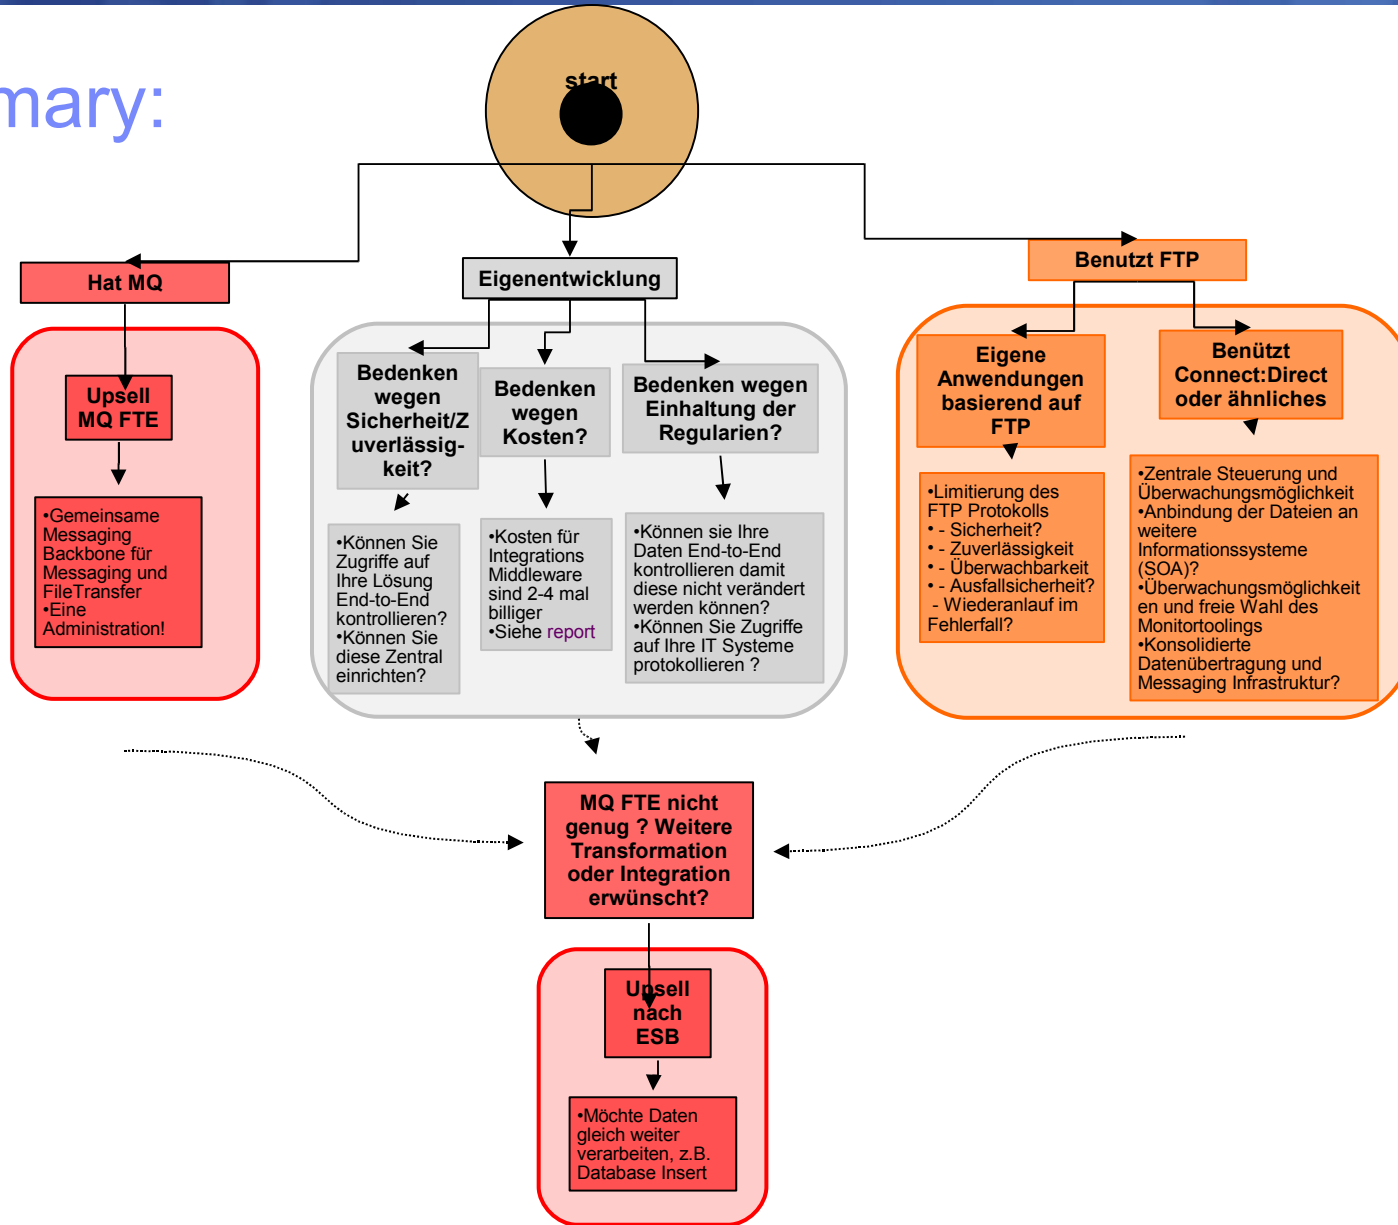 mary:
start
Hat MQ
Upsell
MQ FTE
•Gemeinsame
Messaging
Backbone für
Messaging und
FileTransfer
•Eine
Administration!
Eigenentwicklung
Bedenken
wegen
Sicherheit/Z
uverlässig-
keit?
•Können Sie
Zugriffe auf
Ihre Lösung
End-to-End
kontrollieren?
•Können Sie
diese Zentral
einrichten?
Bedenken
wegen
Kosten?
•Kosten für
Integrations
Middleware
sind 2-4 mal
billiger
•Siehe report
Bedenken wegen
Einhaltung der
Regularien?
•Können sie Ihre
Daten End-to-End
kontrollieren damit
diese nicht verändert
werden können?
•Können Sie Zugriffe
auf Ihre IT Systeme
protokollieren ?
Benutzt FTP
Eigene
Anwendungen
basierend auf
FTP
•Limitierung des
FTP Protokolls
• - Sicherheit?
• - Zuverlässigkeit
• - Überwachbarkeit
• - Ausfallsicherheit?
- Wiederanlauf im
Fehlerfall?
Benützt
Connect:Direct
oder ähnliches
•Zentrale Steuerung und
Überwachungsmöglichkeit
•Anbindung der Dateien an
weitere
Informationssysteme
(SOA)?
•Überwachungsmöglichkeit
en und freie Wahl des
Monitortoolings
•Konsolidierte
Datenübertragung und
Messaging Infrastruktur?
MQ FTE nicht
genug ? Weitere
Transformation
oder Integration
erwünscht?
Upsell
nach
ESB
•Möchte Daten
gleich weiter
verarbeiten, z.B.
Database Insert